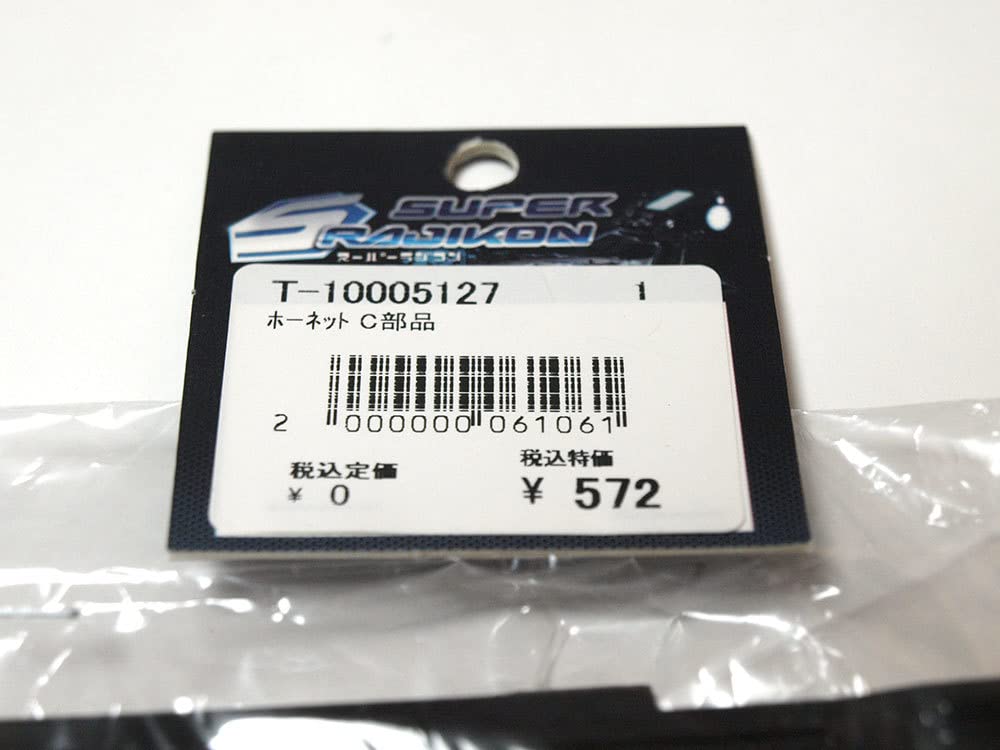 SUPER
RAJIKON
スーパーラジコン
T-10005127 1
ホーネット C部品
2 000000 061061
税込定価 税込特価
¥ 0 ¥ 572